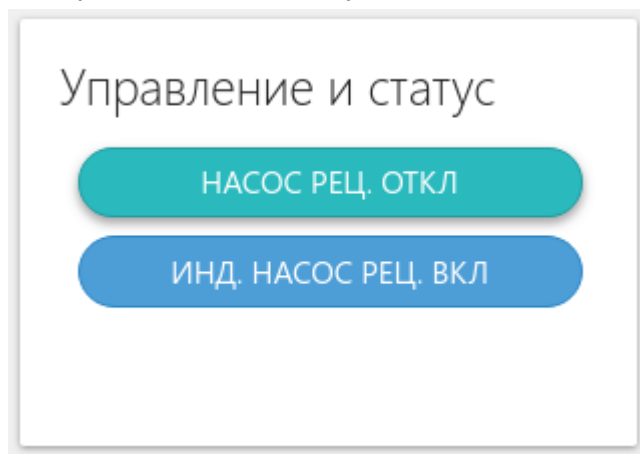 Управление и статус
НАСОС РЕЦ. ОТКЛ
ИНД. НАСОС РЕЦ. ВКЛ